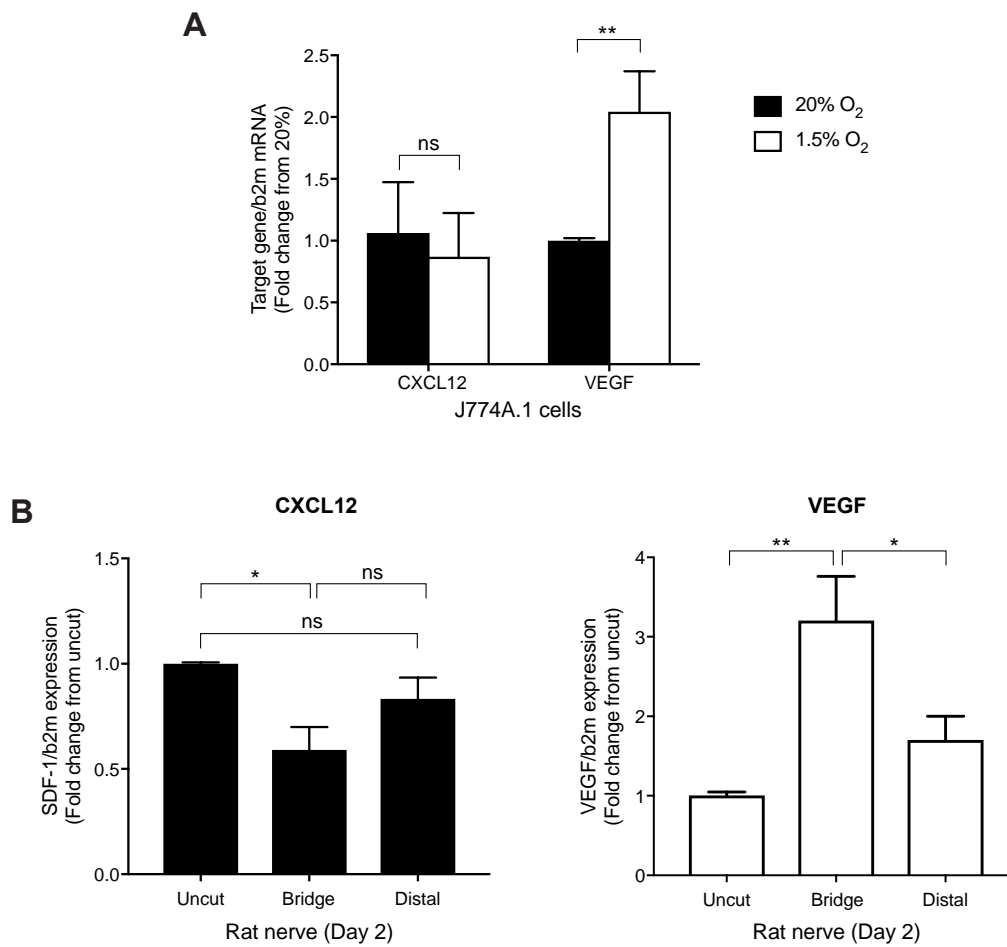 A
**
2.5
2.0
1.5
1.0
0.5
0.0
Target gene/b2m mRNA
(Fold change from 20%)
ns
20% O2
1.5% O2
CXCL12
VEGF
J774A.1 cells
B
CXCL12
1.5
1.0
0.5
0.0
SDF-1/b2m expression
(Fold change from uncut)
*
ns
ns
Uncut
Bridge
Distal
Rat nerve (Day 2)
VEGF
4
3
2
1
0
VEGF/b2m expression
(Fold change from uncut)
**
*
Uncut
Bridge
Distal
Rat nerve (Day 2)